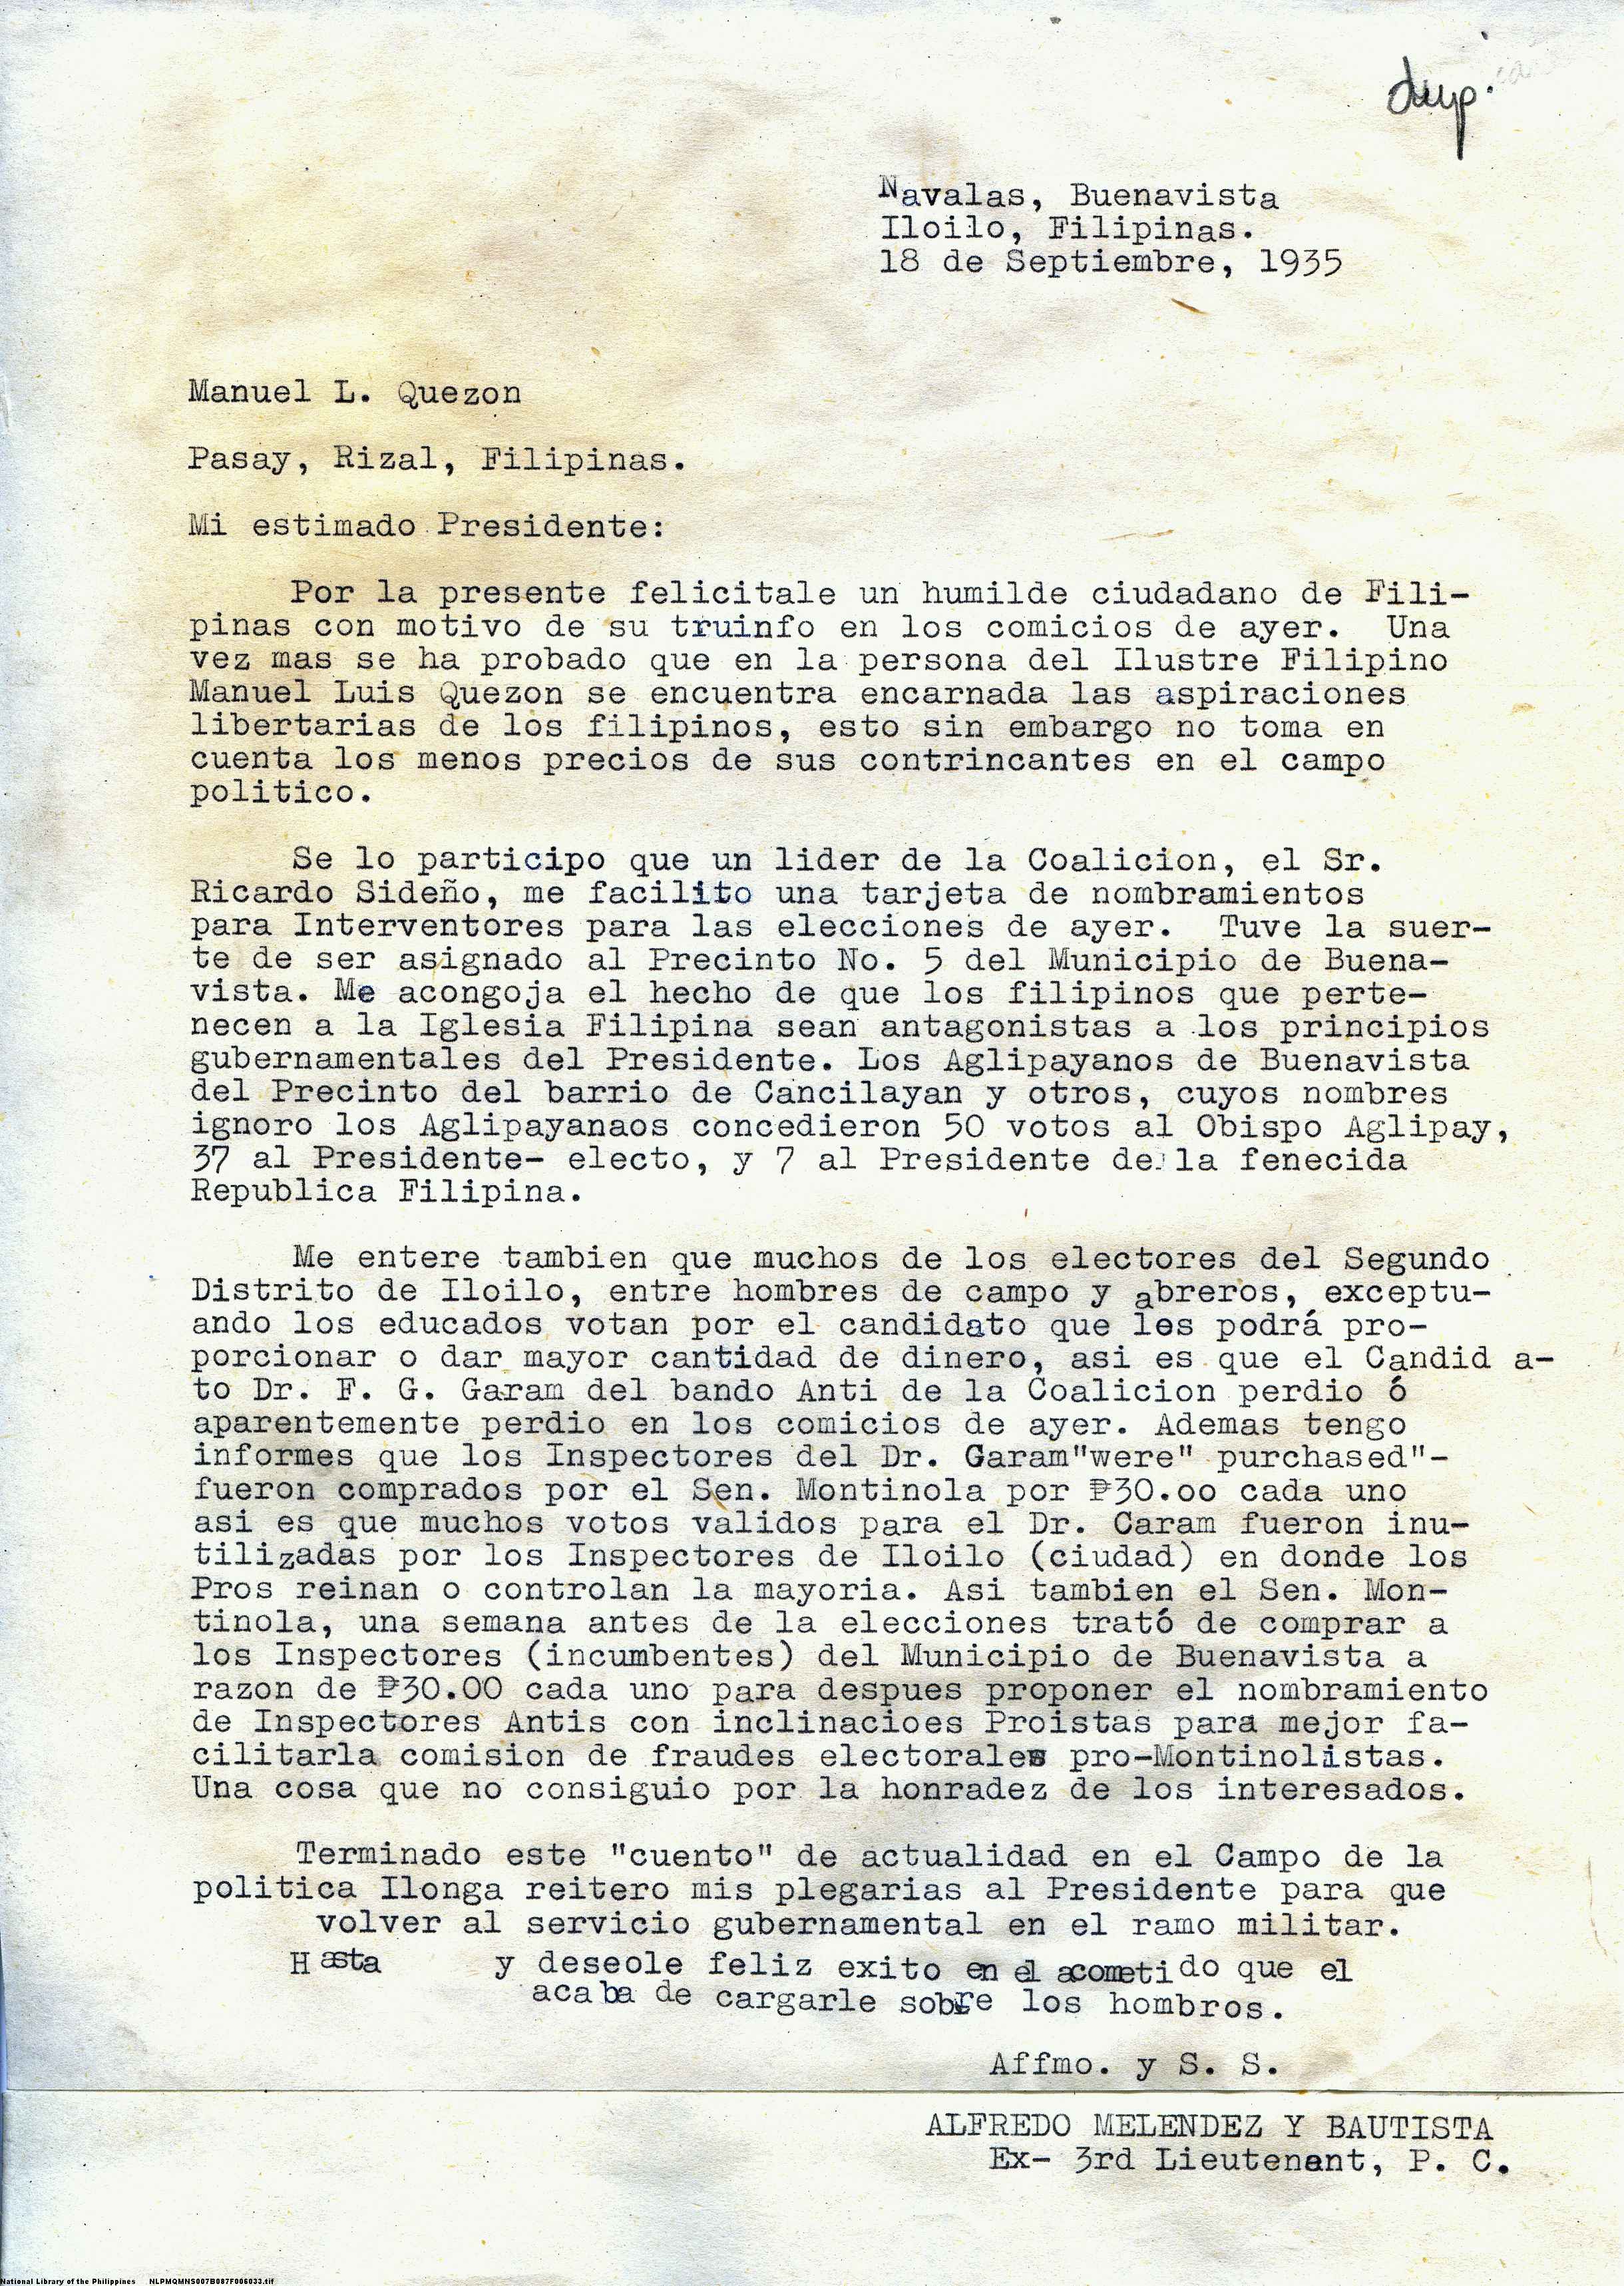 dup.
Navalas, Buenavista
Iloilo, Filipinas.
18 de Septiembre, 1935
Manuel L. Quezon
Pasay, Rizal, Filipinas.
Mi estimado Presidente:
Por la presente felicitale un humilde ciudadano de Fili-
pinas con motivo de su truinfo en los comicios de ayer. Una
vez mas se ha probado que en la persona del Ilustre Filipino
Manuel Luis Quezon se encuentra encarnada las aspiraciones
libertarias de los filipinos, esto sin embargo no toma en
cuenta los menos precios de sus contrincantes en el campo
politico.
Se lo participo que un lider de la Coalicion, el Sr.
Ricardo Sideño, me facilito una tarjeta de nombramientos
para Interventores para las elecciones de ayer. Tuve la suer-
te de ser asignado al Precinto No. 5 del Municipio de Buena-
vista. Me acongoja el hecho de que los filipinos que perte-
necen a la Iglesia Filipina sean antagonistas a los principios
gubernamentales del Presidente. Los Aglipayanos de Buenavista
del Precinto del barrio de Cancilayan y otros, cuyos nombres
ignoro los Aglipayanaos concedieron 50 votos al Obispo Aglipay,
37 al Presidente- electo, y 7 al Presidente de la fenecida
Republica Filipina.
Me entere tambien que muchos de los electores del Segundo
Distrito de Iloilo, entre hombres de campo y abreros, exceptu-
ando los educados votan por el candidato que les podrá pro-
porcionar o dar mayor cantidad de dinero, asi es que el Candid a-
to Dr. F. G. Garam del bando Anti de la Coalicion perdio ó
aparentemente perdio en los comicios de ayer. Ademas tengo
informes que los Inspectores del Dr. Garam"were" purchased"-
fueron comprados por el Sen. Montinola por ₱30.oo cada uno
asi es que muchos votos validos para el Dr. Caram fueron inu-
tilizadas por los Inspectores de Iloilo (ciudad) en donde los
Pros reinan o controlan la mayoria. Asi tambien el Sen. Mon-
tinola, una semana antes de la elecciones trató de comprar a
los Inspectores (incumbentes) del Municipio de Buenavista a
razon de ₱30.00 cada uno para despues proponer el nombramiento
de Inspectores Antis con inclinacioes Proistas para mejor fa-
cilitarla comision de fraudes electorales pro-Montinolistas.
Una cosa que no consiguio por la honradez de los interesados.
Terminado este "cuento" de actualidad en el Campo de la
politica Ilonga reitero mis plegarias al Presidente para que
volver al servicio gubernamental en el ramo militar.
Hasta y deseole feliz exito en el acometido que el
acaba de cargarle sobre los hombros.
Affmo. y S. S.
ALFREDO MELENDEZ Y BAUTISTA
Ex- 3rd Lieutenant, P. C.
National Library of the Philippines NLPMQMNS007B087F006033.tif